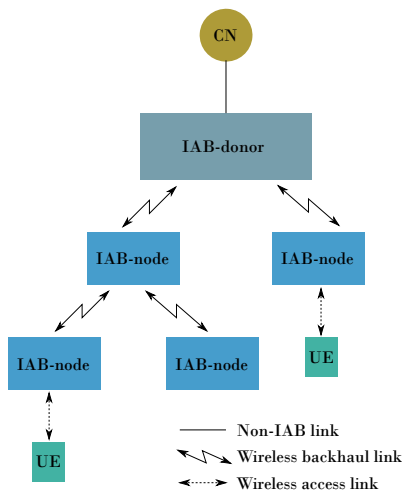 CN
IAB-donor
IAB-node
IAB-node
IAB-node
IAB-node
UE
UE
Non-IAB link
Wireless backhaul link
Wireless access link